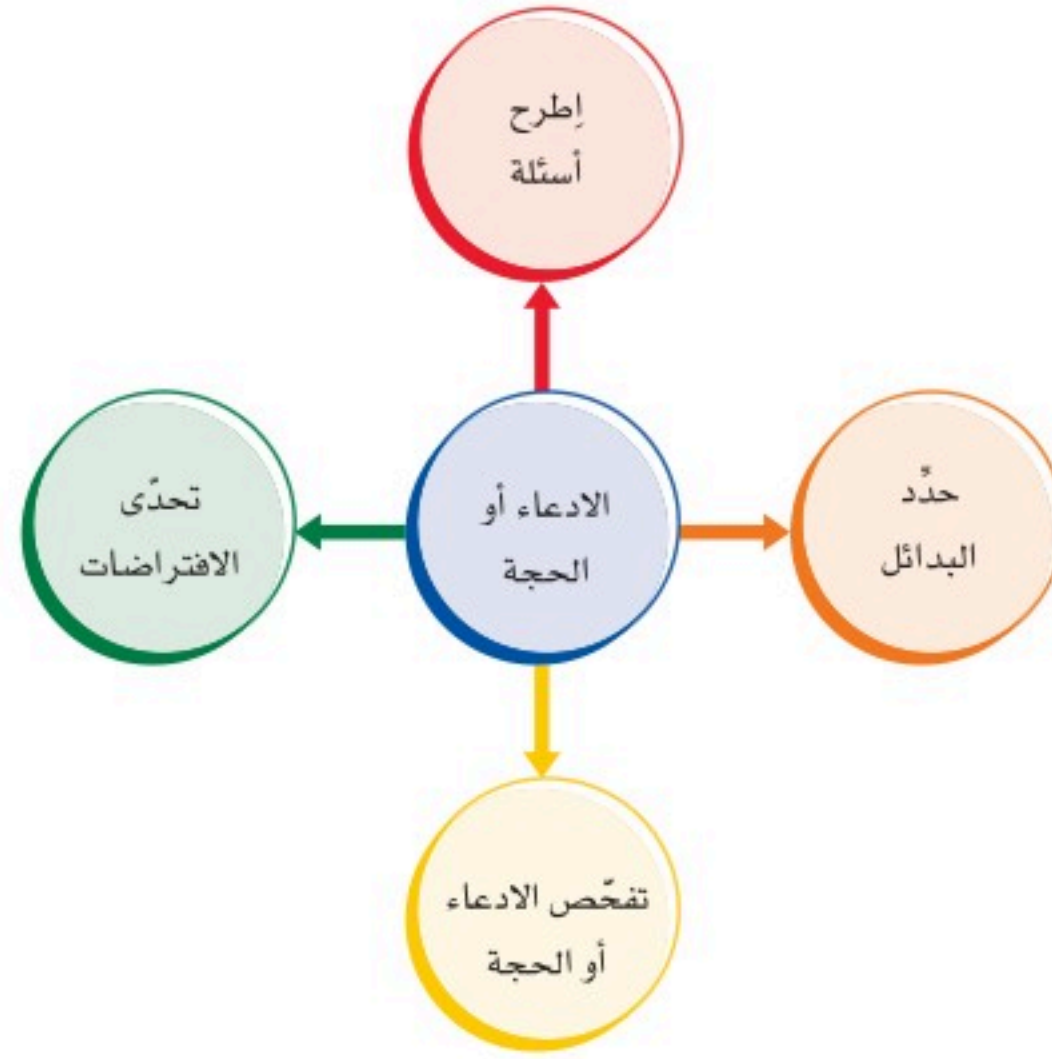 إطرح
أسئلة
حدّد
البدائل
الادعاء أو
الحجة
تحدّى
الافتراضات
تفحّص الادعاء
أو الحجة